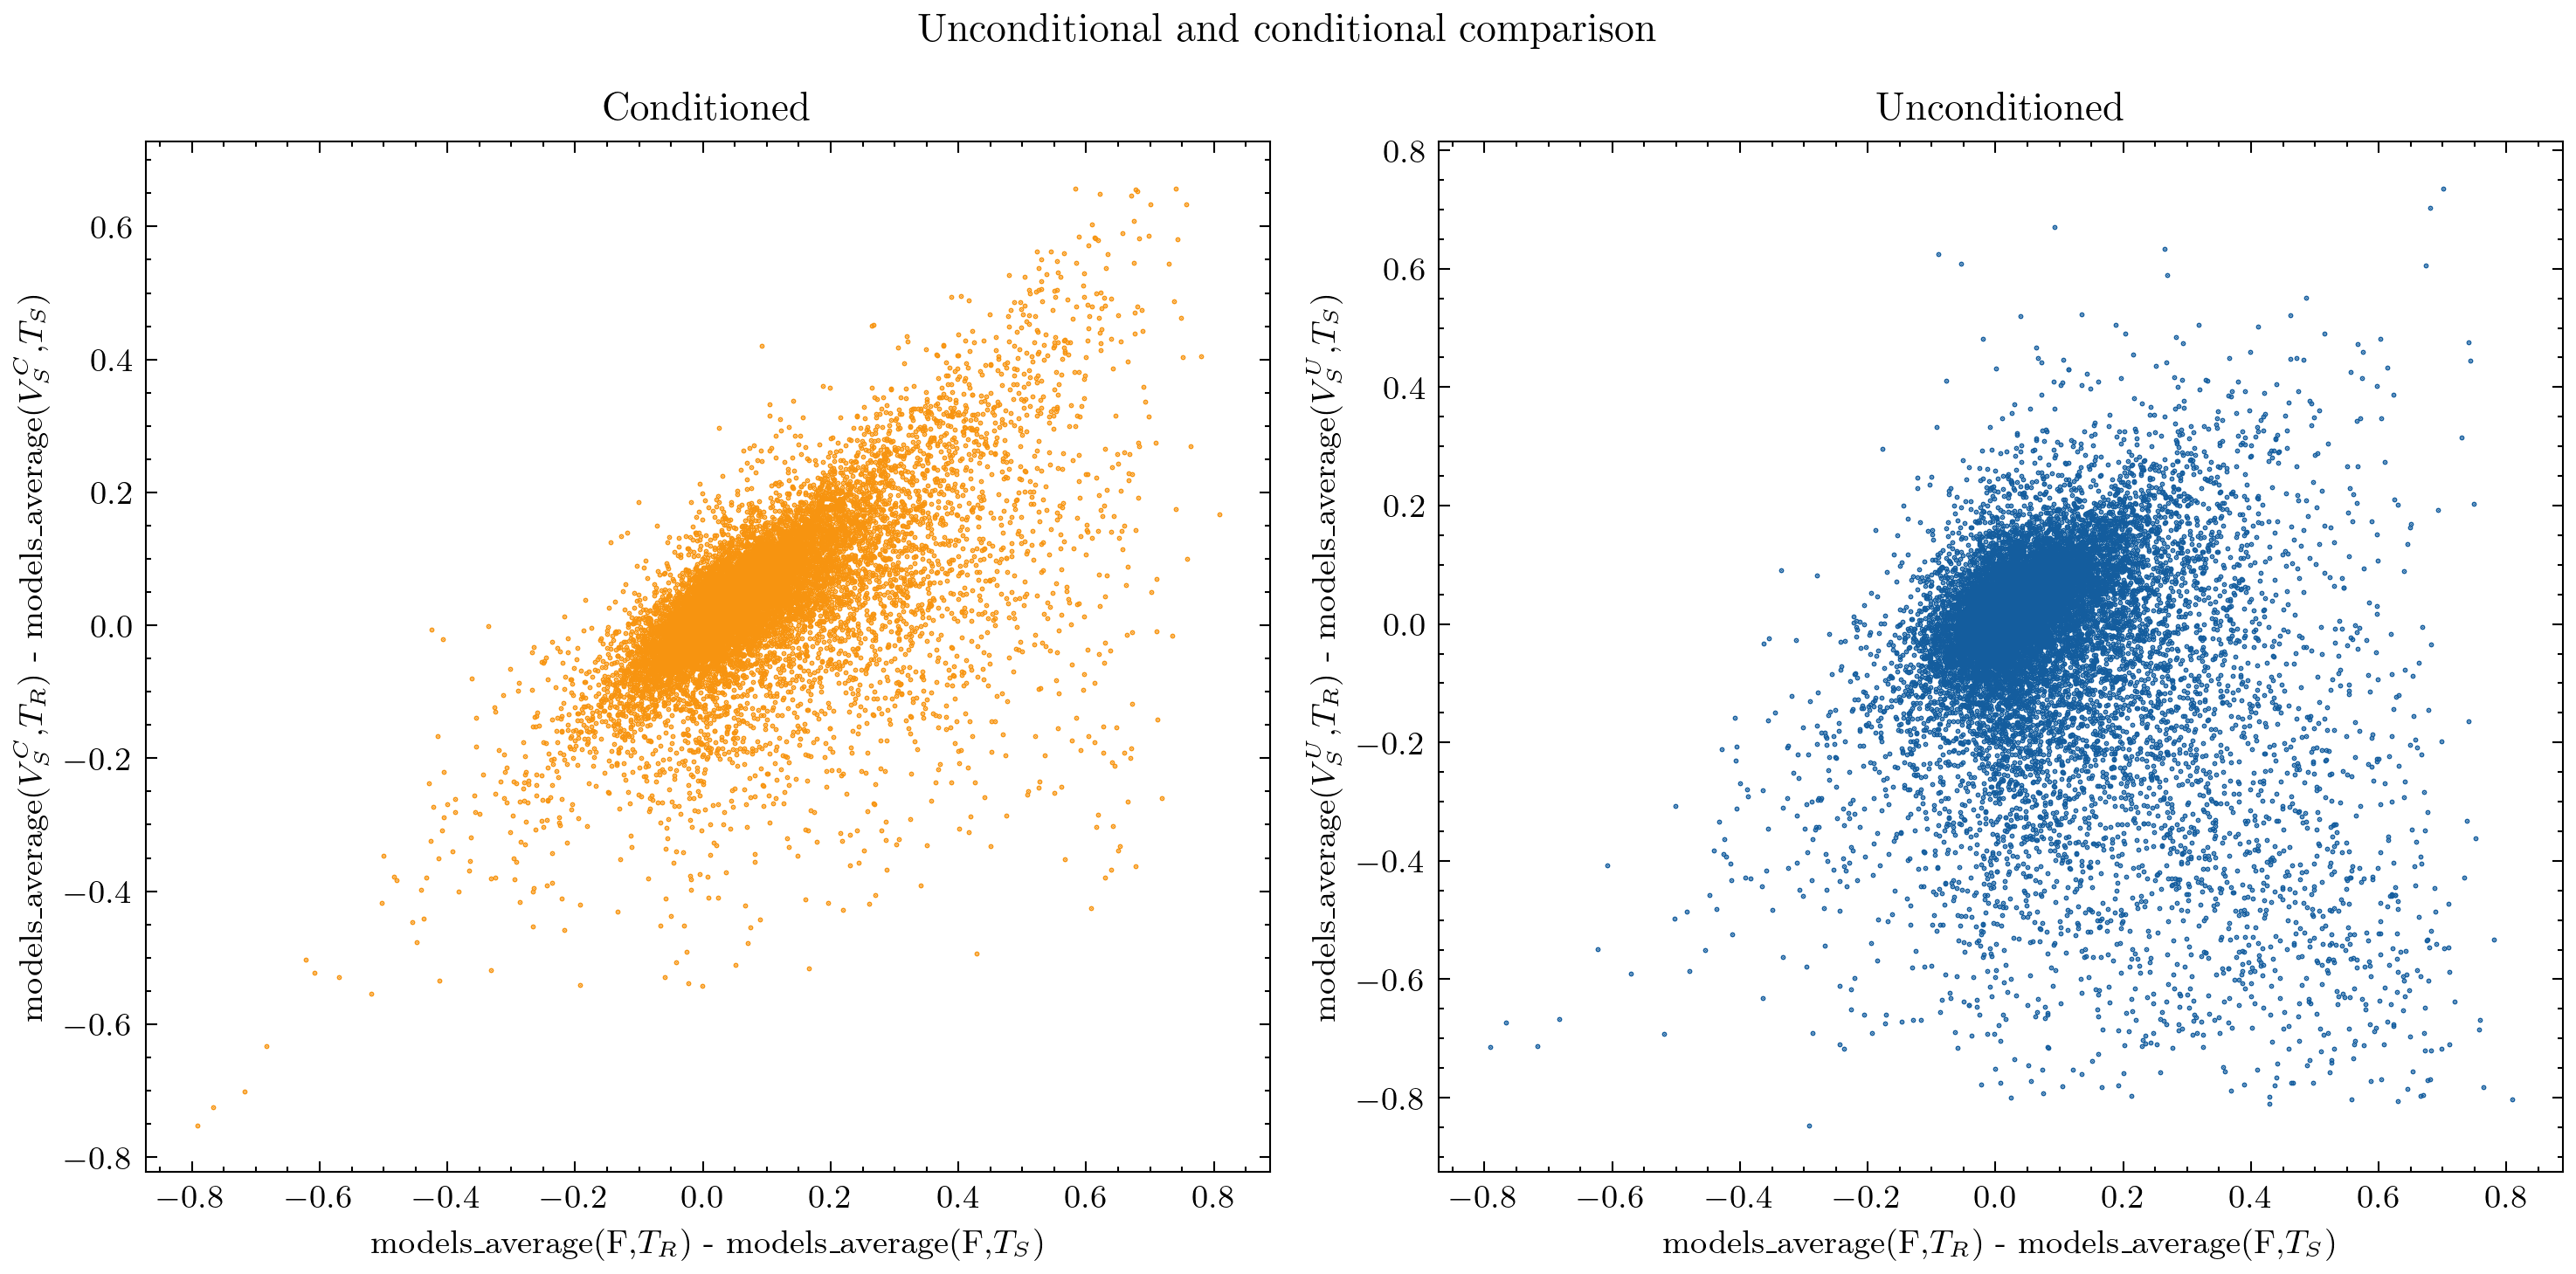 Unconditional and conditional comparison
Conditioned
models_average(V_S^C,T_R) - models_average(V_S^C,T_S)
0.6
0.4
0.2
0.0
−0.2
−0.4
−0.6
−0.8
−0.8 −0.6 −0.4 −0.2 0.0 0.2 0.4 0.6 0.8
models_average(F,T_R) - models_average(F,T_S)
Unconditioned
models_average(V_S^U,T_R) - models_average(V_S^U,T_S)
0.8
0.6
0.4
0.2
0.0
−0.2
−0.4
−0.6
−0.8
−0.8 −0.6 −0.4 −0.2 0.0 0.2 0.4 0.6 0.8
models_average(F,T_R) - models_average(F,T_S)